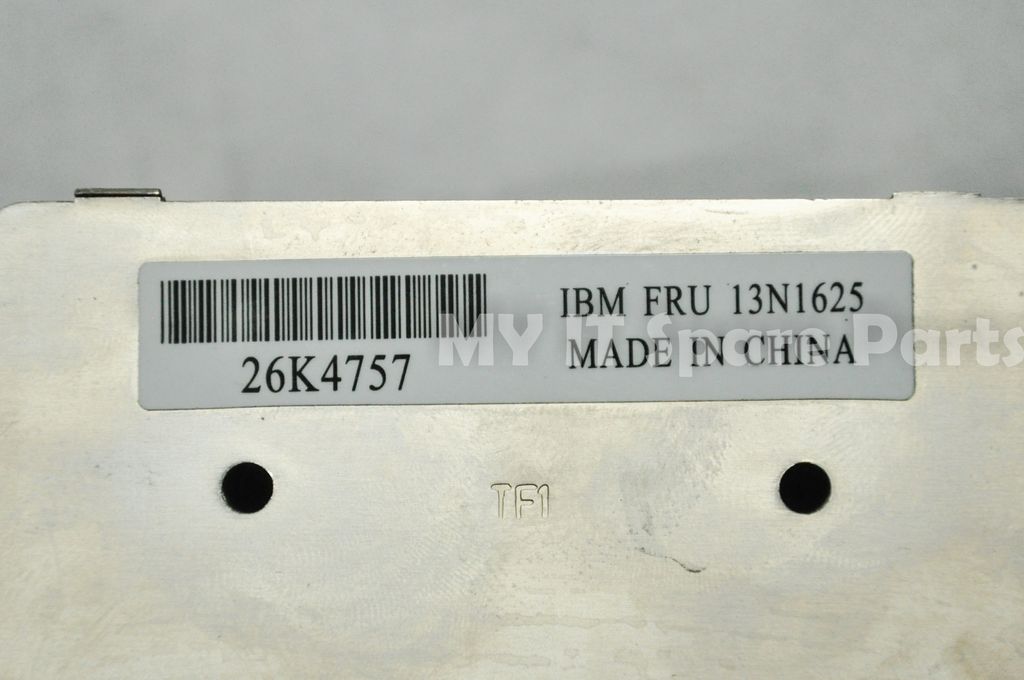 IBM FRU 13N1625
MADE IN CHINA
26K4757
MY IT Spare Parts
TF1